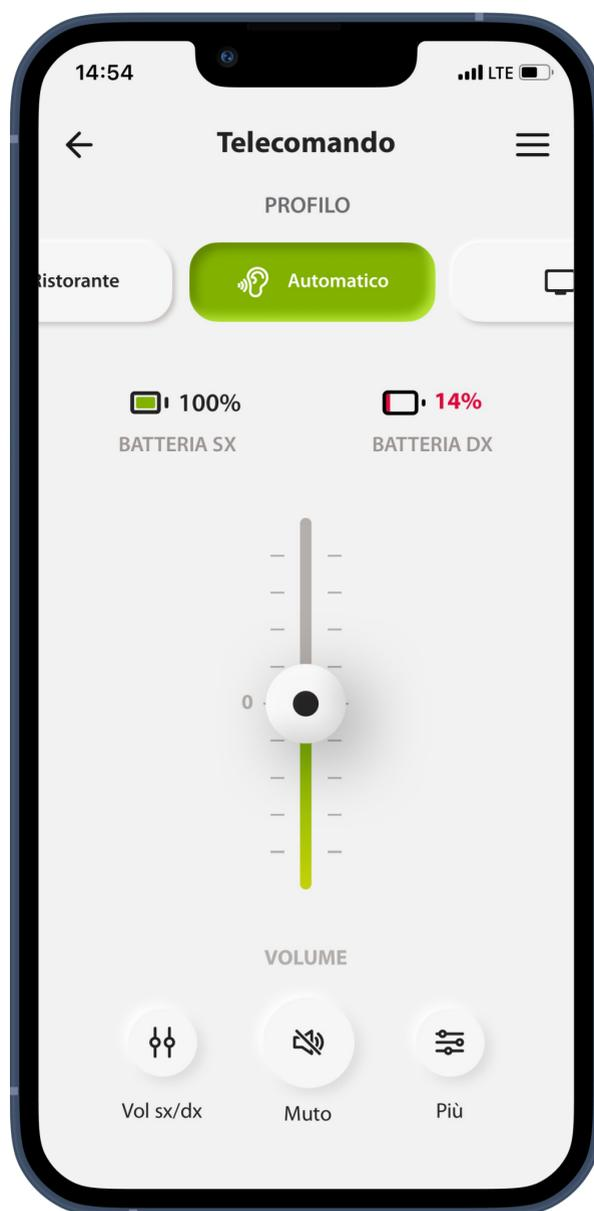 14:54
LTE
Telecomando
PROFILO
Ristorante
Automatico
100%
14%
BATTERIA SX
BATTERIA DX
0
VOLUME
Vol sx/dx
Muto
Più